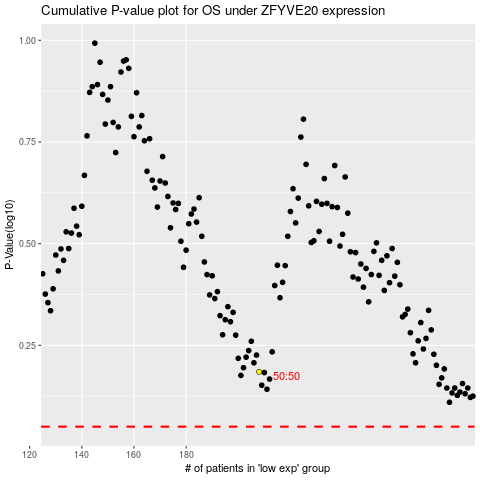 Cumulative P-value plot for OS under ZFYVE20 expression
P-Value(log10)
1.00
0.75
0.50
0.25
50:50
120 140 160 180
# of patients in 'low exp' group